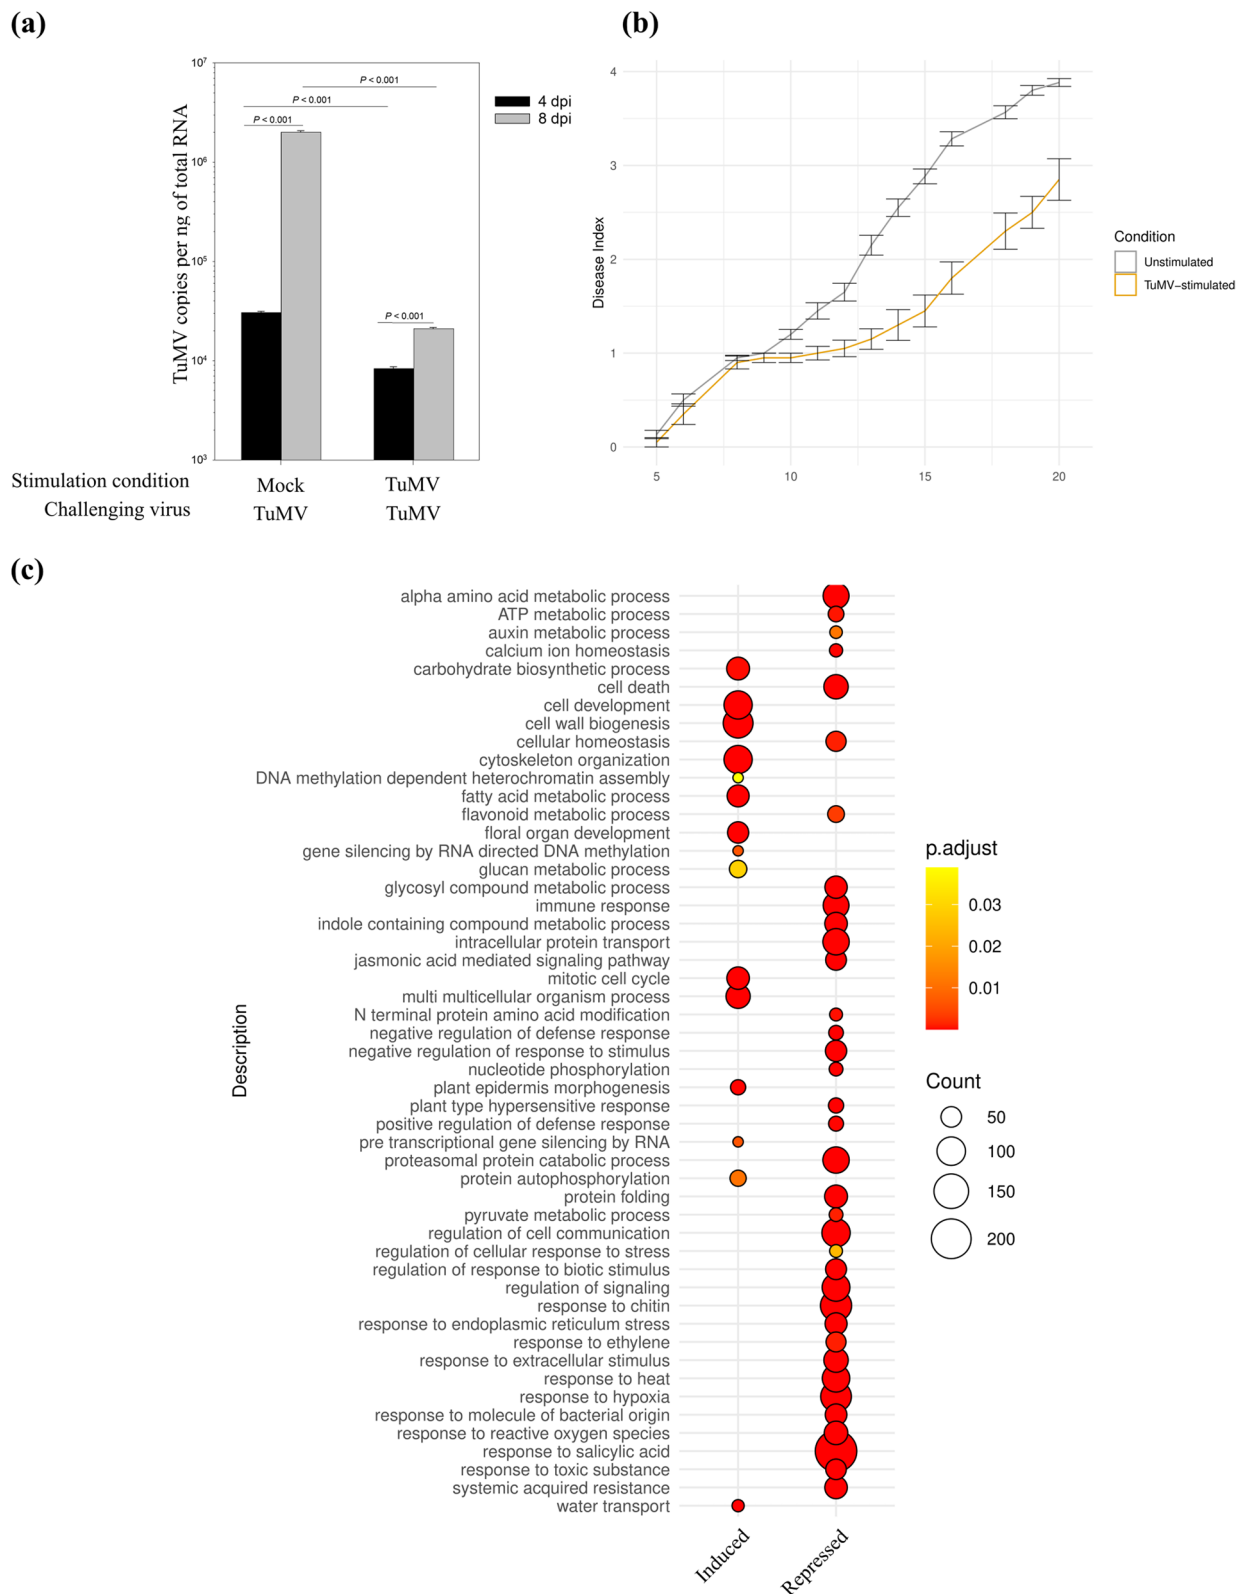 (a)
(b)
10⁷
10⁶
10⁵
10⁴
10³
TuMV copies per ng of total RNA
P < 0.001
P < 0.001
P < 0.001
P < 0.001
4 dpi
8 dpi
Stimulation condition
Mock
TuMV
Challenging virus
TuMV
TuMV
4
3
2
1
0
Disease Index
5
10
15
20
Condition
Unstimulated
TuMV-stimulated
(c)
Description
alpha amino acid metabolic process
ATP metabolic process
auxin metabolic process
calcium ion homeostasis
carbohydrate biosynthetic process
cell death
cell development
cell wall biogenesis
cellular homeostasis
cytoskeleton organization
DNA methylation dependent heterochromatin assembly
fatty acid metabolic process
flavonoid metabolic process
floral organ development
gene silencing by RNA directed DNA methylation
glucan metabolic process
glycosyl compound metabolic process
immune response
indole containing compound metabolic process
intracellular protein transport
jasmonic acid mediated signaling pathway
mitotic cell cycle
multi multicellular organism process
N terminal protein amino acid modification
negative regulation of defense response
negative regulation of response to stimulus
nucleotide phosphorylation
plant epidermis morphogenesis
plant type hypersensitive response
positive regulation of defense response
pre transcriptional gene silencing by RNA
proteasomal protein catabolic process
protein autophosphorylation
protein folding
pyruvate metabolic process
regulation of cell communication
regulation of cellular response to stress
regulation of response to biotic stimulus
regulation of signaling
response to chitin
response to endoplasmic reticulum stress
response to ethylene
response to extracellular stimulus
response to heat
response to hypoxia
response to molecule of bacterial origin
response to reactive oxygen species
response to salicylic acid
response to toxic substance
systemic acquired resistance
water transport
Induced
Repressed
p.adjust
0.03
0.02
0.01
Count
50
100
150
200